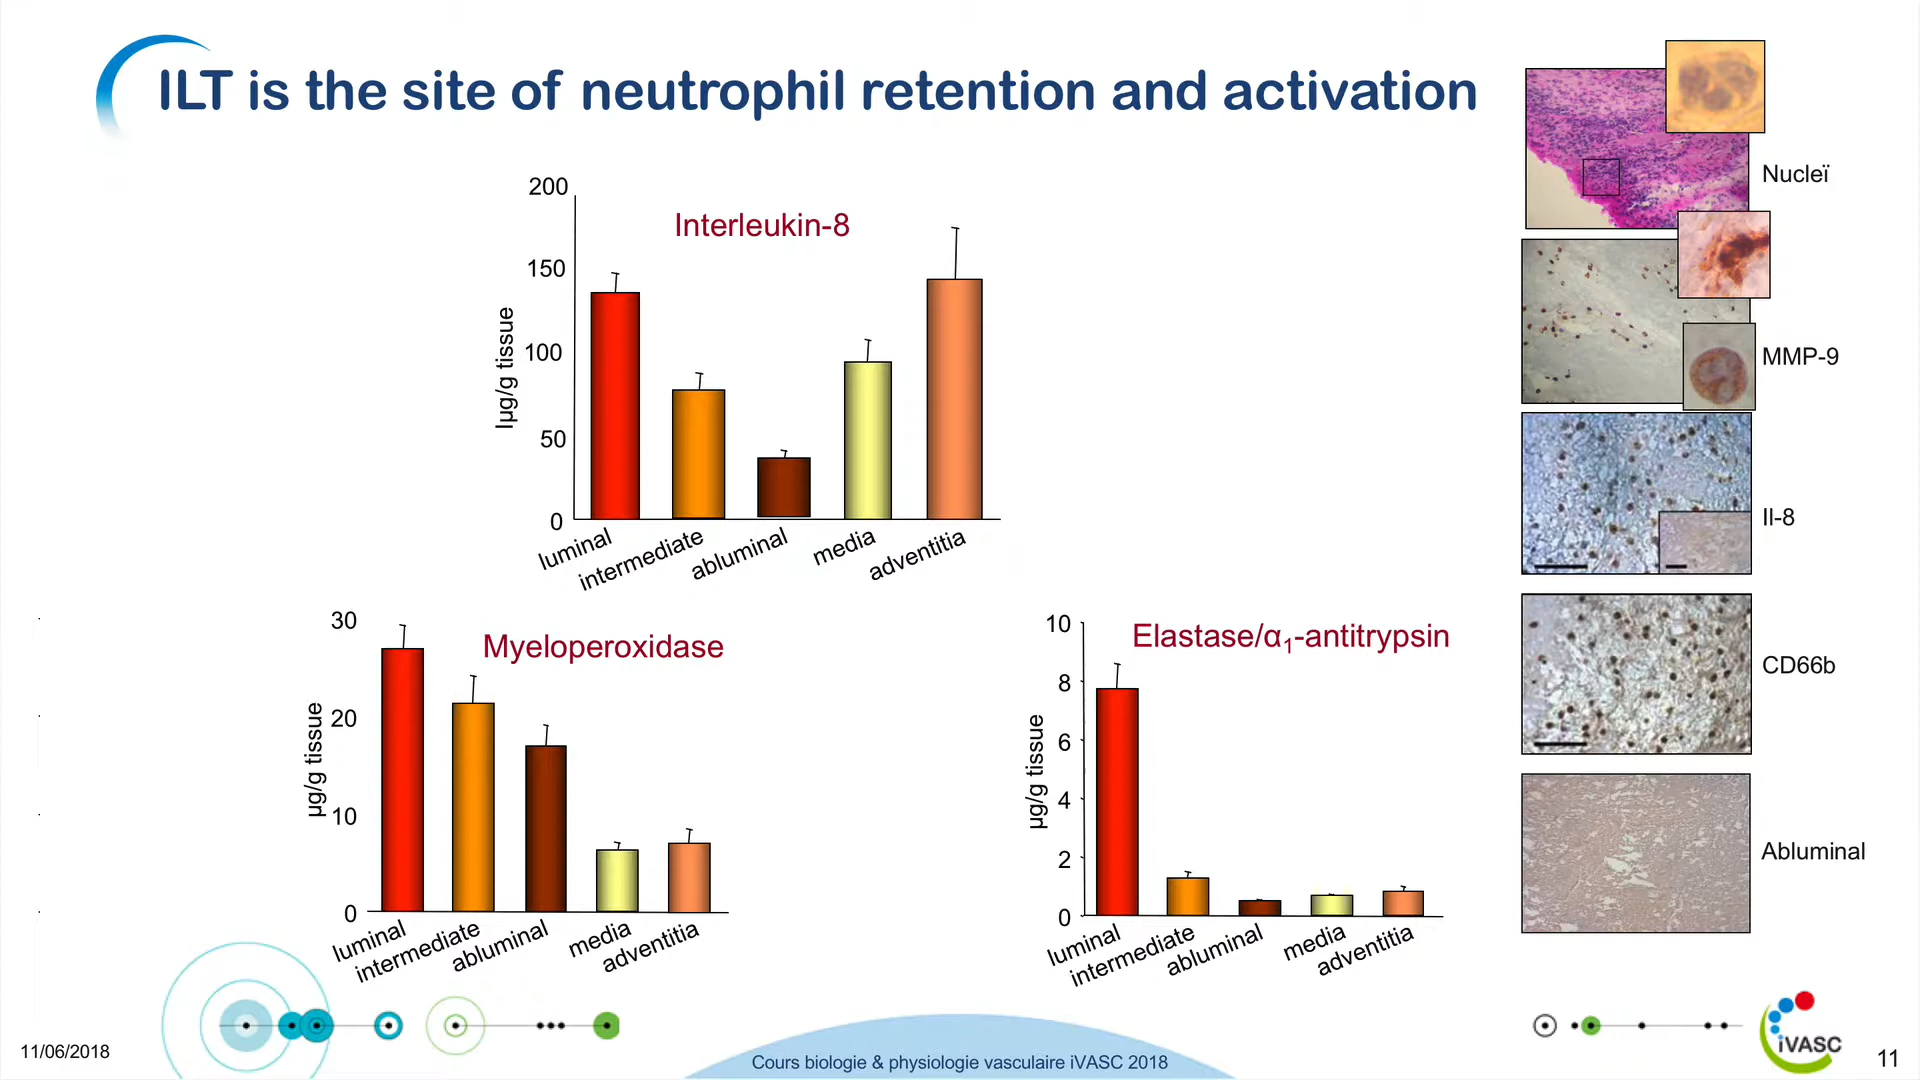 ILT is the site of neutrophil retention and activation
Interleukin-8
200
150
100
50
0
Iµg/g tissue
luminal
intermediate
abluminal
media
adventitia
Myeloperoxidase
30
20
10
0
µg/g tissue
luminal
intermediate
abluminal
media
adventitia
Elastase/α₁-antitrypsin
10
8
6
4
2
0
µg/g tissue
luminal
intermediate
abluminal
media
adventitia
Nucleï
MMP-9
Il-8
CD66b
Abluminal
11/06/2018
Cours biologie & physiologie vasculaire iVASC 2018
iVASC
11